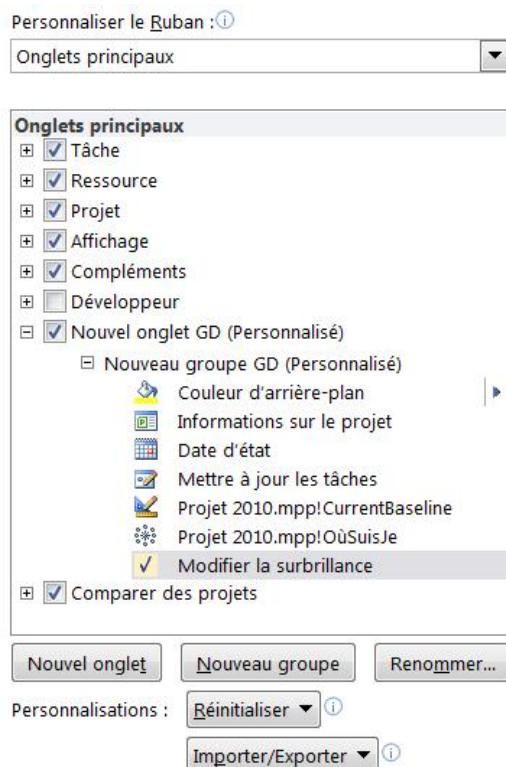 Personnaliser le Ruban :
Onglets principaux
Onglets principaux
Tâche
Ressource
Projet
Affichage
Compléments
Développeur
Nouvel onglet GD (Personnalisé)
Nouveau groupe GD (Personnalisé)
Couleur d'arrière-plan
Informations sur le projet
Date d'état
Mettre à jour les tâches
Projet 2010.mpp!CurrentBaseline
Projet 2010.mpp!OùSuisJe
Modifier la surbrillance
Comparer des projets
Nouvel onglet Nouveau groupe Renommer...
Personnalisations : Réinitialiser
Importer/Exporter